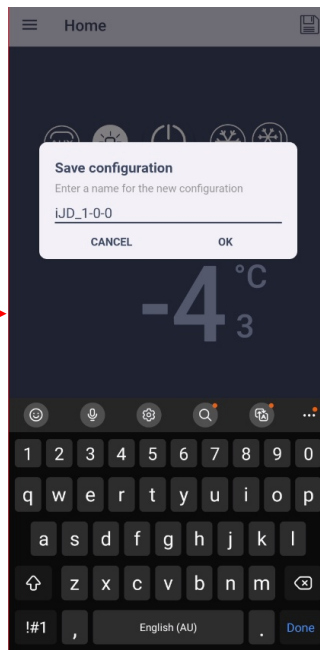 Home
AUX
Save configuration
Enter a name for the new configuration
iJD_1-0-0
CANCEL OK
-4 °C
3
1 2 3 4 5 6 7 8 9 0
q w e r t y u i o p
a s d f g h j k l
z x c v b n m
!#1 , English (AU) . Done